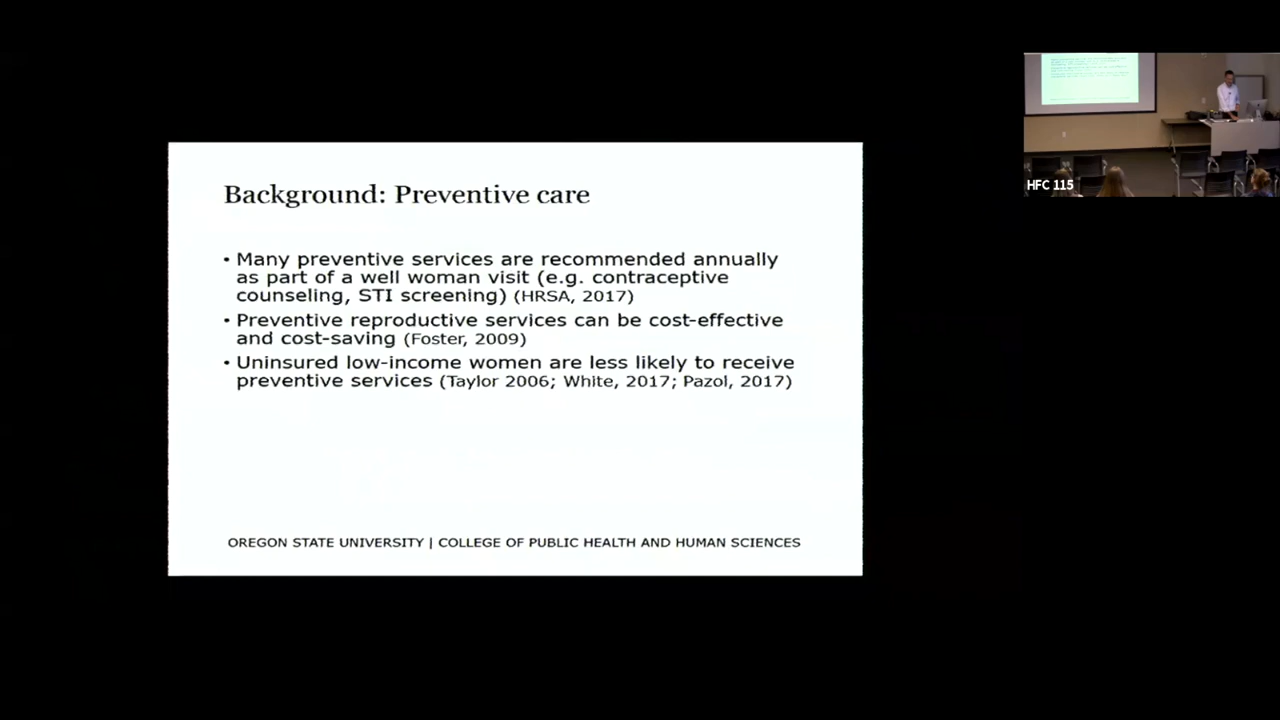 Background: Preventive care
• Many preventive services are recommended annually
as part of a well woman visit (e.g. contraceptive
counseling, STI screening) (HRSA, 2017)
• Preventive reproductive services can be cost-effective
and cost-saving (Foster, 2009)
• Uninsured low-income women are less likely to receive
preventive services (Taylor 2006; White, 2017; Pazol, 2017)
OREGON STATE UNIVERSITY | COLLEGE OF PUBLIC HEALTH AND HUMAN SCIENCES
HFC 115